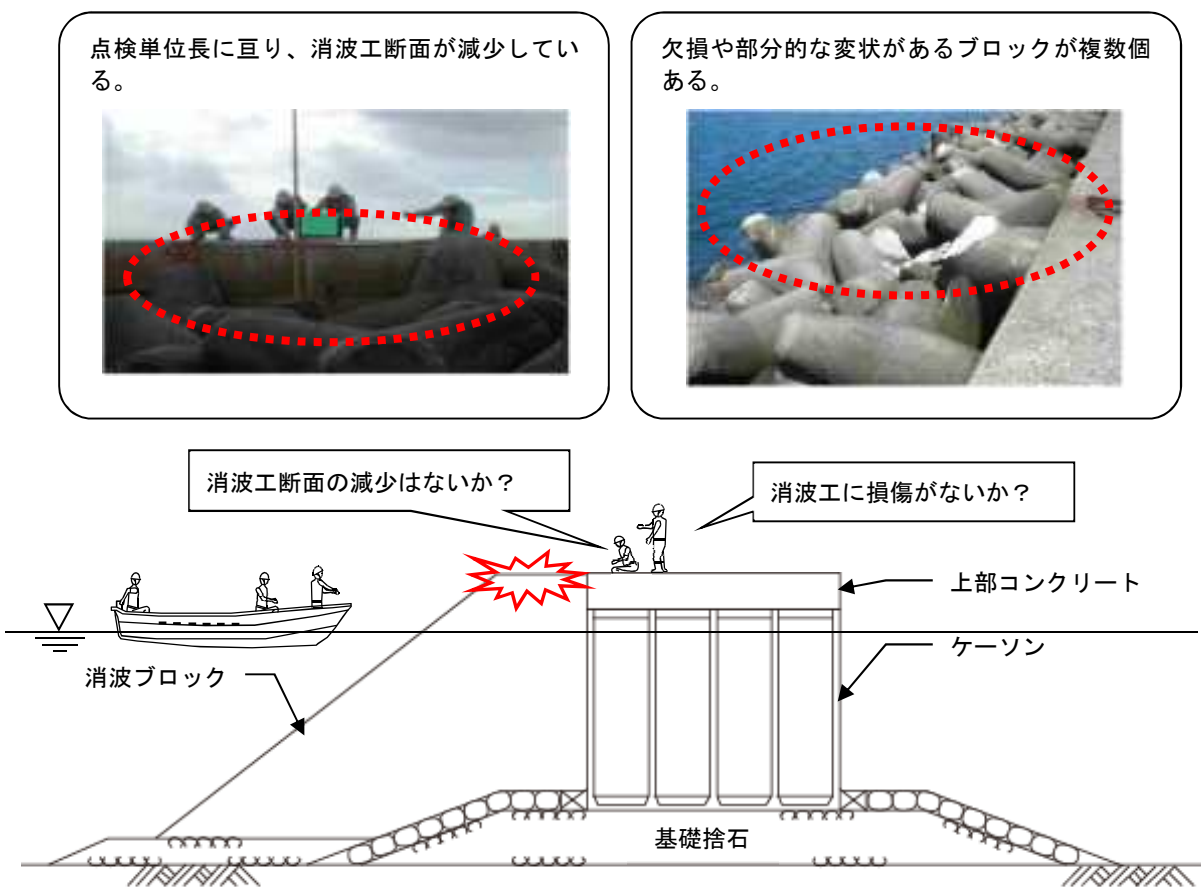 点検単位長に亘り、消波工断面が減少してい
る。
欠損や部分的な変状があるブロックが複数個
ある。
消波工断面の減少はないか？
消波工に損傷がないか？
上部コンクリート
ケーソン
消波ブロック
基礎捨石